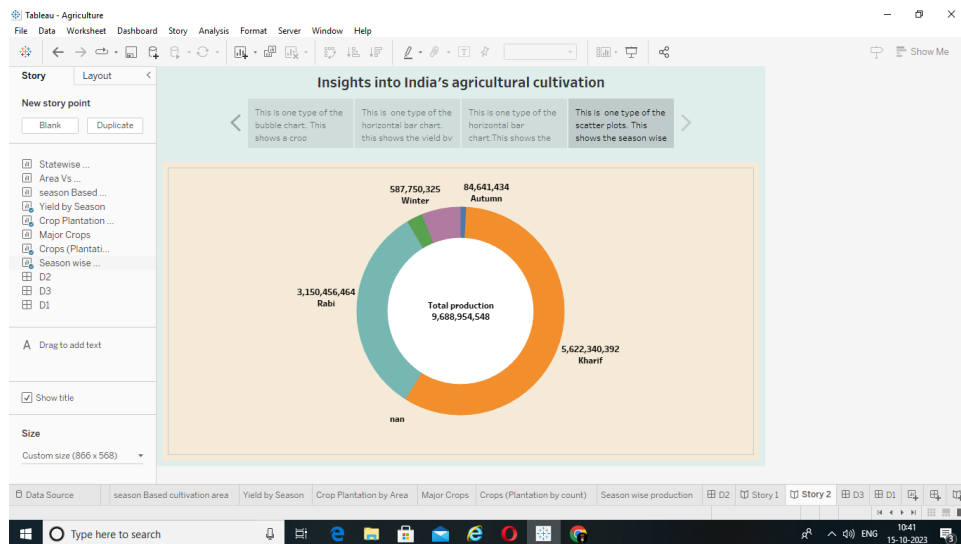 Tableau - Agriculture
File Data Worksheet Dashboard Story Analysis Format Server Window Help
Show Me
Story Layout
New story point
Blank Duplicate
Statewise ...
Area Vs ...
season Based ...
Yield by Season
Crop Plantation ...
Major Crops
Crops (Plantati...
Season wise ...
D2
D3
D1
A Drag to add text
Show title
Size
Custom size (866 x 568)
Insights into India's agricultural cultivation
This is one type of the
bubble chart. This
shows a croo
This is one type of the
horizontal bar chart.
this shows the yield by
This is one type of the
horizontal bar
chart.This shows the
This is one type of the
scatter plots. This
shows the season wise
587,750,325
Winter
84,641,434
Autumn
3,150,456,464
Rabi
Total production
9,688,954,548
5,622,340,392
Kharif
nan
Data Source season Based cultivation area Yield by Season Crop Plantation by Area Major Crops Crops (Plantation by count) Season wise production D2 Story 1 Story 2 D3 D1
Type here to search
ENG
10:41
15-10-2023
3